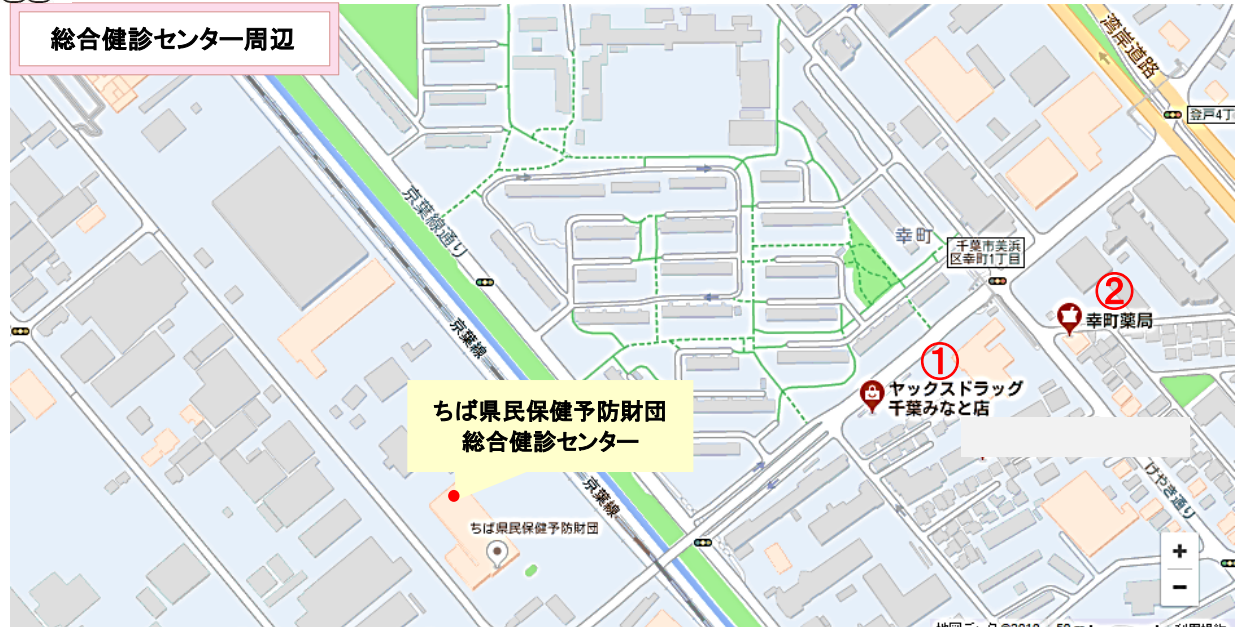 総合健診センター周辺
湾岸道路
登戸4丁
京葉線通り
幸町
千葉市美浜
区幸町1丁目
②
幸町薬局
京葉線
①
ヤックスドラッグ
千葉みなと店
ちば県民保健予防財団
総合健診センター
けやき通り
京葉線
ちば県民保健予防財団
+
−